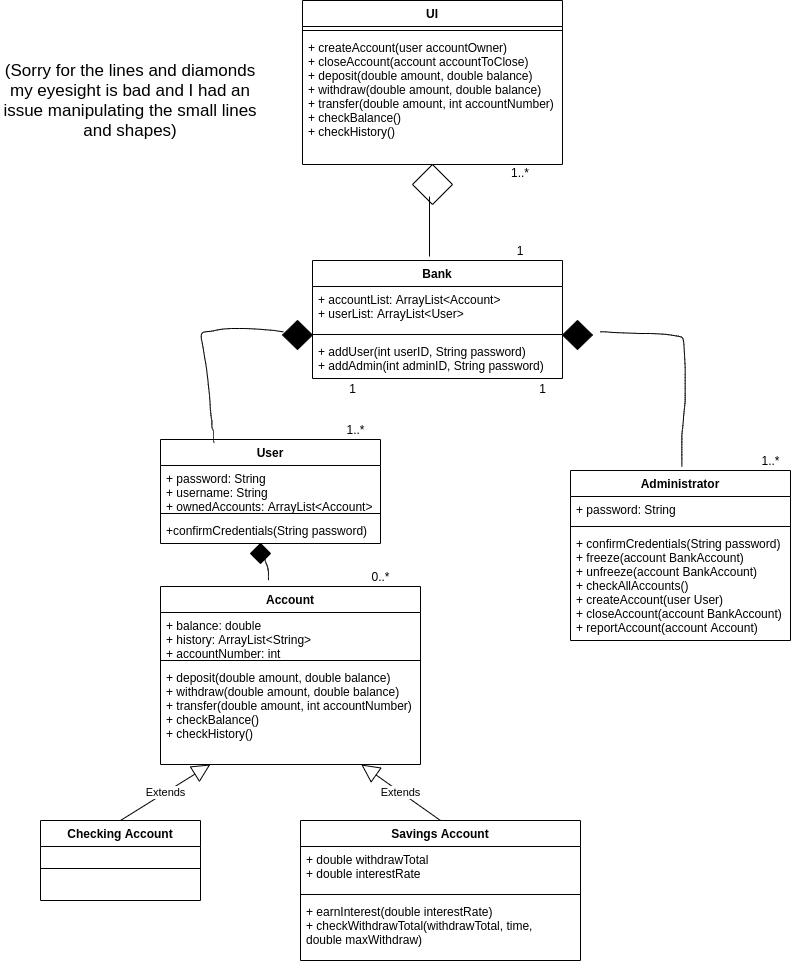 UI
+ createAccount(user accountOwner)
+ closeAccount(account accountToClose)
+ deposit(double amount, double balance)
+ withdraw(double amount, double balance)
+ transfer(double amount, int accountNumber)
+ checkBalance()
+ checkHistory()
(Sorry for the lines and diamonds
my eyesight is bad and I had an
issue manipulating the small lines
and shapes)
1..*
1
Bank
+ accountList: ArrayList<Account>
+ userList: ArrayList<User>
+ addUser(int userID, String password)
+ addAdmin(int adminID, String password)
1
1
1..*
User
+ password: String
+ username: String
+ ownedAccounts: ArrayList<Account>
+confirmCredentials(String password)
1..*
Administrator
+ password: String
+ confirmCredentials(String password)
+ freeze(account BankAccount)
+ unfreeze(account BankAccount)
+ checkAllAccounts()
+ createAccount(user User)
+ closeAccount(account BankAccount)
+ reportAccount(account Account)
0..*
Account
+ balance: double
+ history: ArrayList<String>
+ accountNumber: int
+ deposit(double amount, double balance)
+ withdraw(double amount, double balance)
+ transfer(double amount, int accountNumber)
+ checkBalance()
+ checkHistory()
Extends
Extends
Checking Account
Savings Account
+ double withdrawTotal
+ double interestRate
+ earnInterest(double interestRate)
+ checkWithdrawTotal(withdrawTotal, time,
double maxWithdraw)